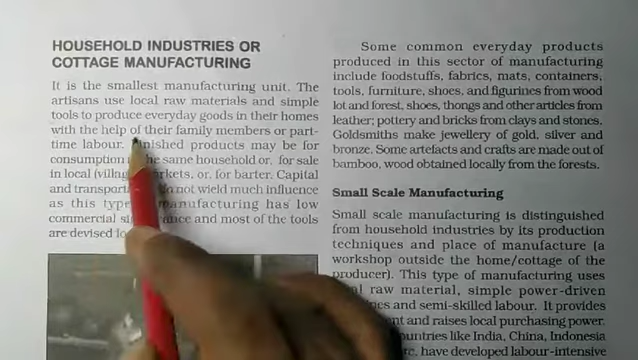 HOUSEHOLD INDUSTRIES OR
COTTAGE MANUFACTURING
It is the smallest manufacturing unit. The
artisans use local raw materials and simple
tools to produce everyday goods in their homes
with the help of their family members or part-
time labour. Finished products may be for
consumption in the same household or, for sale
in local (village) markets, or, for barter. Capital
and transport do not wield much influence
as this type manufacturing has low
commercial significance and most of the tools
are devised
Some common everyday products
produced in this sector of manufacturing
include foodstuffs, fabrics, mats, containers,
tools, furniture, shoes, and figurines from wood
lot and forest, shoes, thongs and other articles from
leather; pottery and bricks from clays and stones.
Goldsmiths make jewellery of gold, silver and
bronze. Some artefacts and crafts are made out of
bamboo, wood obtained locally from the forests.
Small Scale Manufacturing
Small scale manufacturing is distinguished
from household industries by its production
techniques and place of manufacture (a
workshop outside the home/cottage of the
producer). This type of manufacturing uses
raw material, simple power-driven
and semi-skilled labour. It provides
and raises local purchasing power.
like India, China, Indonesia
have developed labour-intensive